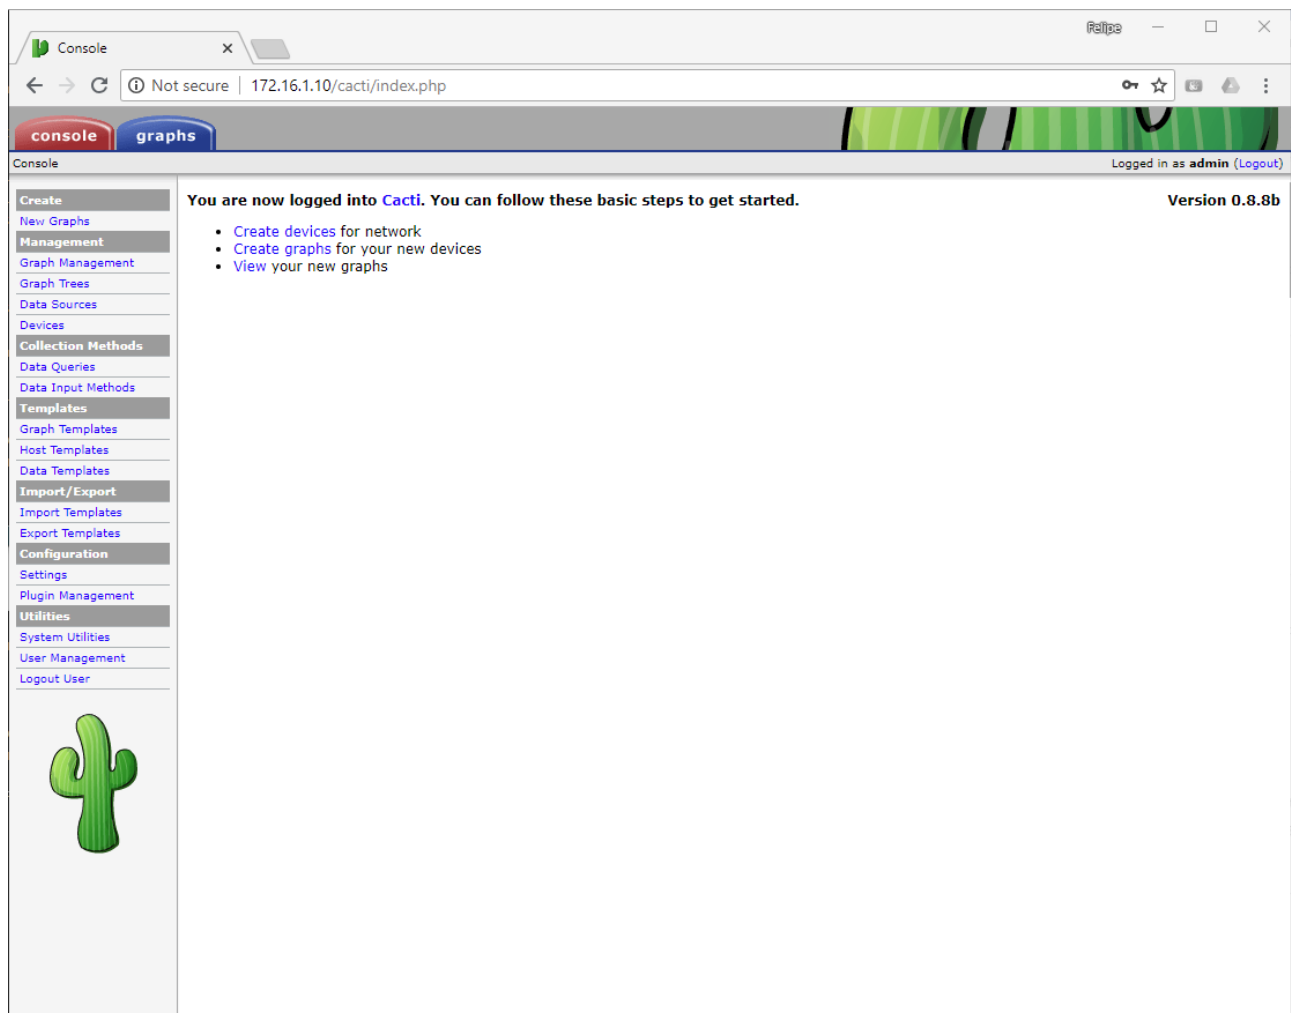 Felipe
Console
Not secure | 172.16.1.10/cacti/index.php
console graphs
Console
Logged in as admin (Logout)
Create
New Graphs
Management
Graph Management
Graph Trees
Data Sources
Devices
Collection Methods
Data Queries
Data Input Methods
Templates
Graph Templates
Host Templates
Data Templates
Import/Export
Import Templates
Export Templates
Configuration
Settings
Plugin Management
Utilities
System Utilities
User Management
Logout User
You are now logged into Cacti. You can follow these basic steps to get started.
Version 0.8.8b
• Create devices for network
• Create graphs for your new devices
• View your new graphs